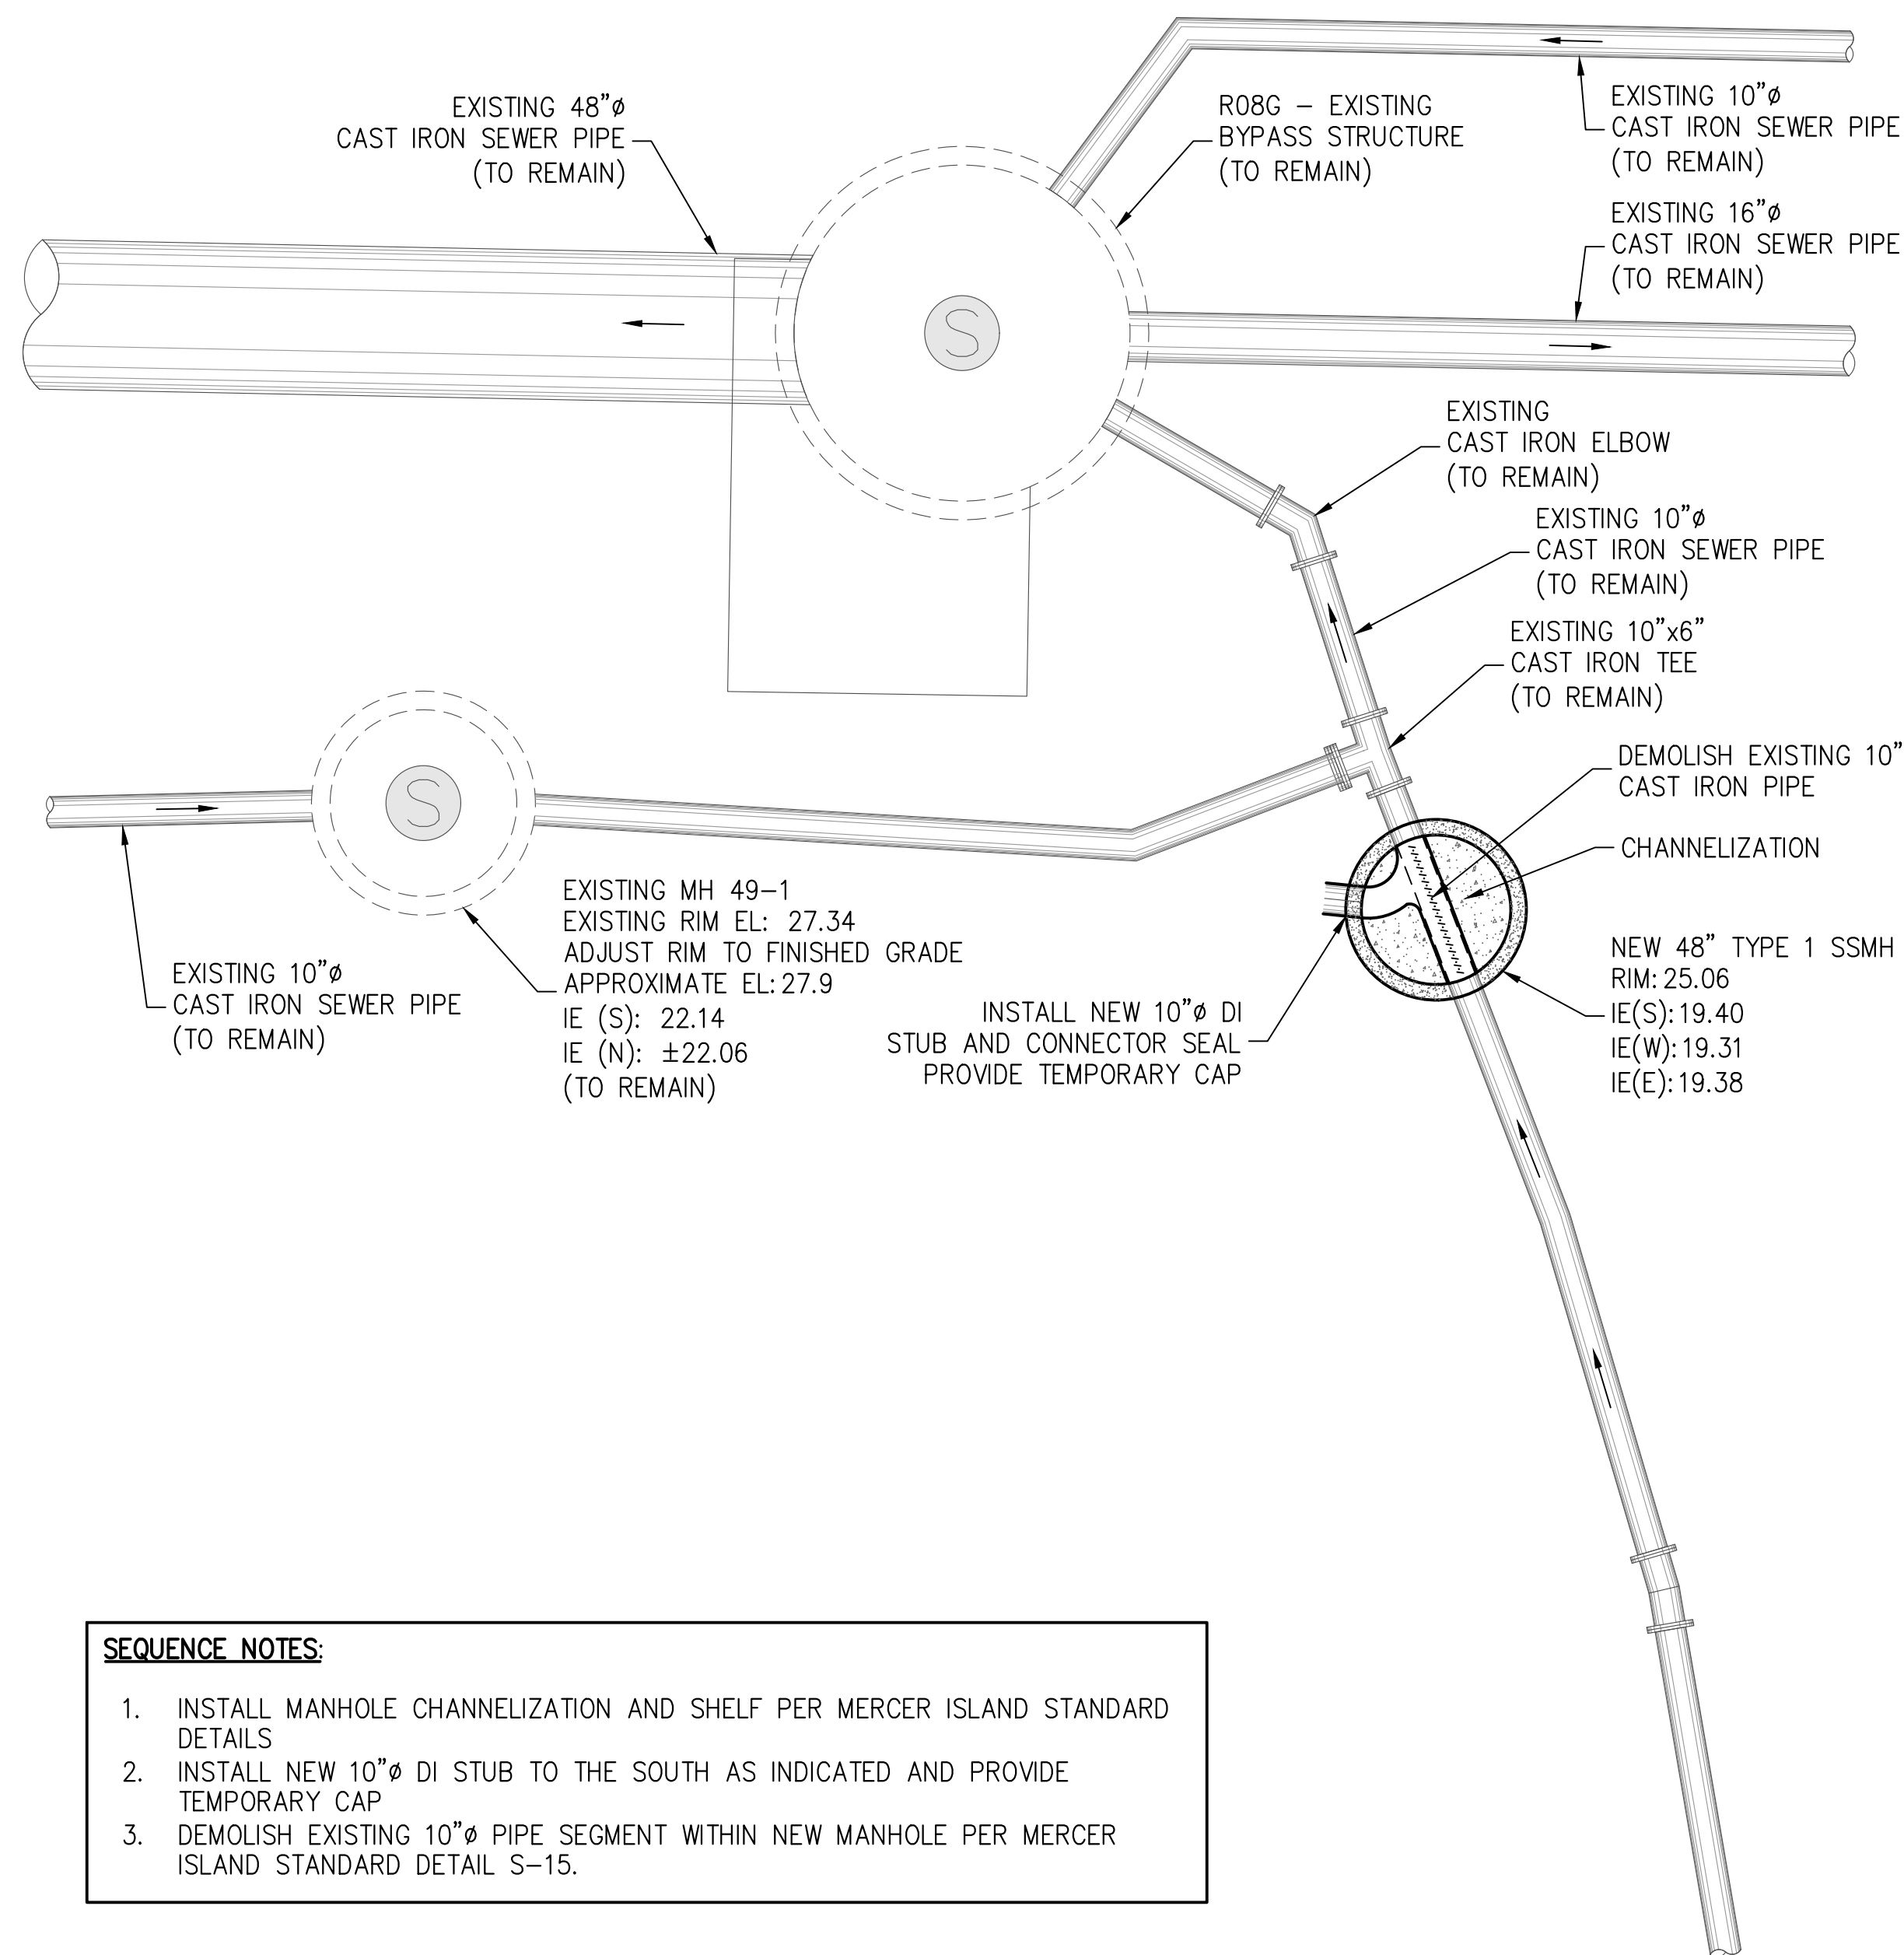 EXISTING 48"ø
CAST IRON SEWER PIPE
(TO REMAIN)
R08G – EXISTING
BYPASS STRUCTURE
(TO REMAIN)
EXISTING 10"ø
CAST IRON SEWER PIPE
(TO REMAIN)
EXISTING 16"ø
CAST IRON SEWER PIPE
(TO REMAIN)
S
EXISTING
CAST IRON ELBOW
(TO REMAIN)
EXISTING 10"ø
CAST IRON SEWER PIPE
(TO REMAIN)
EXISTING 10"x6"
CAST IRON TEE
(TO REMAIN)
DEMOLISH EXISTING 10"
CAST IRON PIPE
CHANNELIZATION
S
EXISTING MH 49–1
EXISTING RIM EL: 27.34
ADJUST RIM TO FINISHED GRADE
APPROXIMATE EL: 27.9
IE (S): 22.14
IE (N): ±22.06
(TO REMAIN)
EXISTING 10"ø
CAST IRON SEWER PIPE
(TO REMAIN)
INSTALL NEW 10"ø DI
STUB AND CONNECTOR SEAL
PROVIDE TEMPORARY CAP
NEW 48" TYPE 1 SSMH
RIM: 25.06
IE(S): 19.40
IE(W): 19.31
IE(E): 19.38
SEQUENCE NOTES:
1. INSTALL MANHOLE CHANNELIZATION AND SHELF PER MERCER ISLAND STANDARD
DETAILS
2. INSTALL NEW 10"ø DI STUB TO THE SOUTH AS INDICATED AND PROVIDE
TEMPORARY CAP
3. DEMOLISH EXISTING 10"ø PIPE SEGMENT WITHIN NEW MANHOLE PER MERCER
ISLAND STANDARD DETAIL S–15.